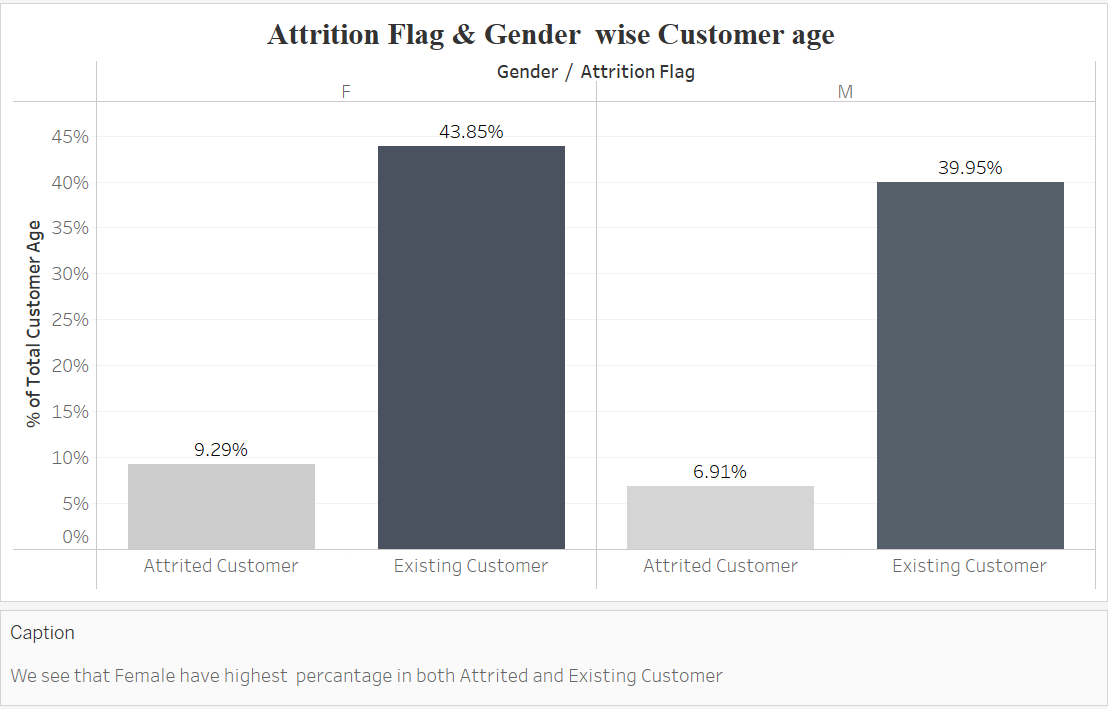 Attrition Flag & Gender  wise Customer age
Gender / Attrition Flag
F
M
% of Total Customer Age
45%
40%
35%
30%
25%
20%
15%
10%
5%
0%
9.29%
43.85%
6.91%
39.95%
Attrited Customer
Existing Customer
Attrited Customer
Existing Customer
Caption
We see that Female have highest  percantage in both Attrited and Existing Customer